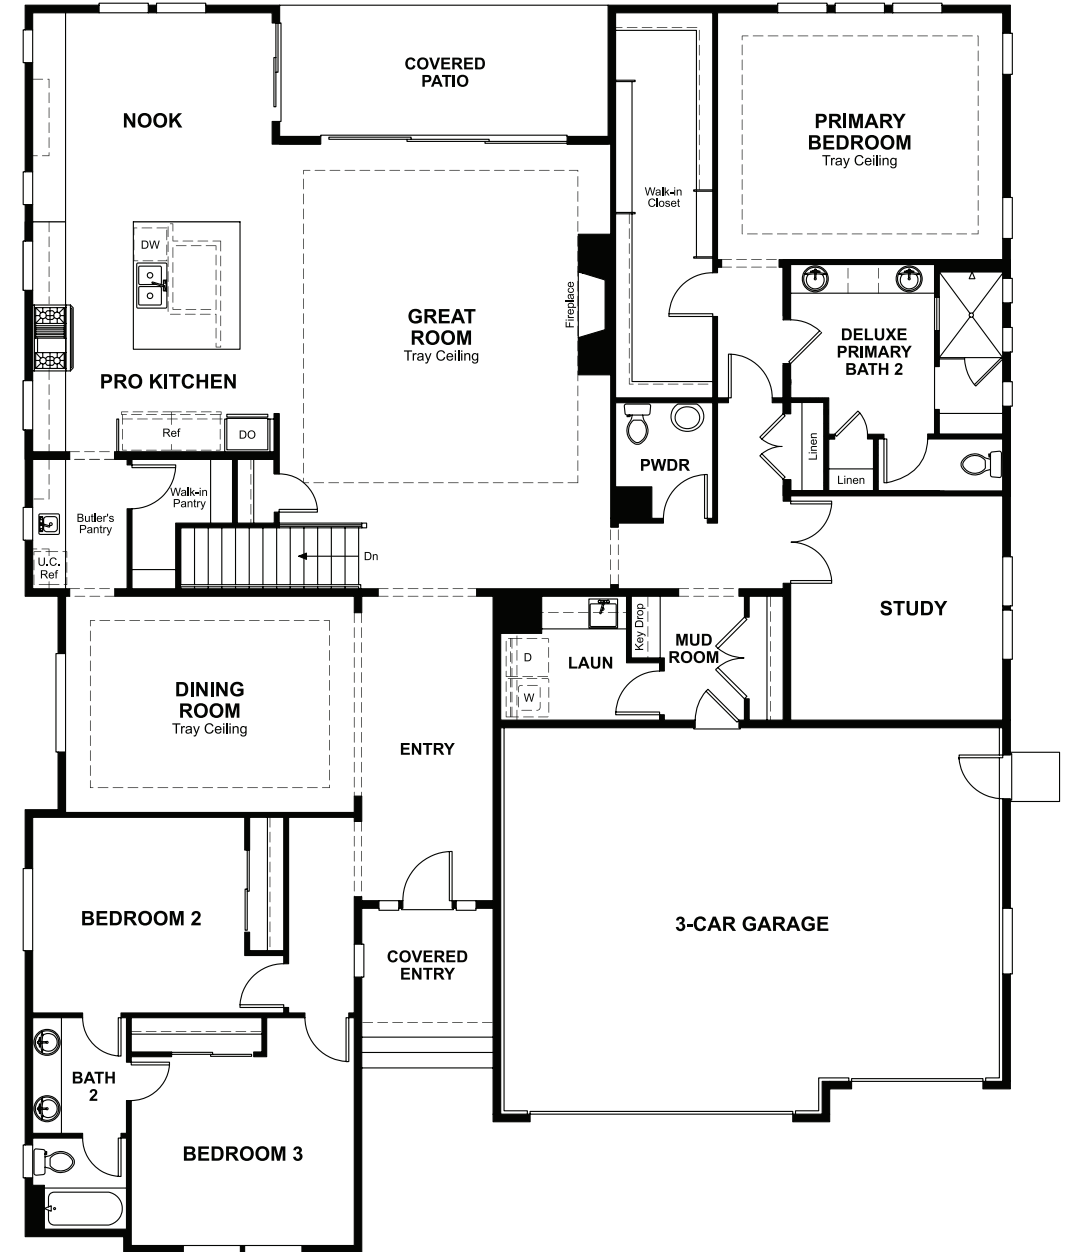 COVERED
PATIO
NOOK
PRIMARY
BEDROOM
Tray Ceiling
Walk-in
Closet
DW
GREAT
ROOM
Tray Ceiling
Fireplace
DELUXE
PRIMARY
BATH 2
PRO KITCHEN
Ref
DO
PWDR
Linen
Linen
Walk-in
Pantry
Butler's
Pantry
U.C.
Ref
Dn
STUDY
Key Drop
MUD
ROOM
LAUN
D
W
DINING
ROOM
Tray Ceiling
ENTRY
BEDROOM 2
3-CAR GARAGE
COVERED
ENTRY
BATH
2
BEDROOM 3